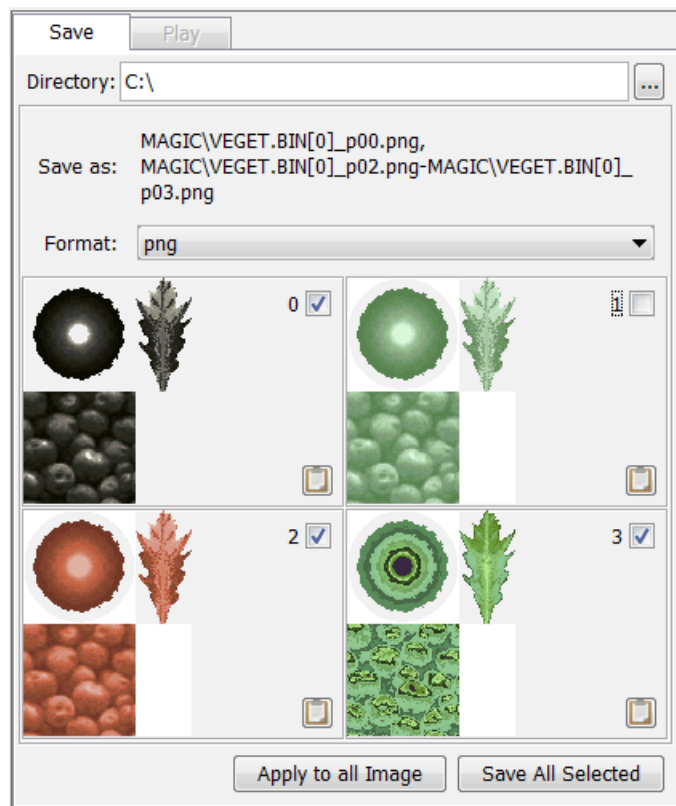 Save
Play
Directory: C:\
...
MAGIC\VEGET.BIN[0]_p00.png,
Save as: MAGIC\VEGET.BIN[0]_p02.png-MAGIC\VEGET.BIN[0]_
p03.png
Format: png
0
1
2
3
Apply to all Image
Save All Selected